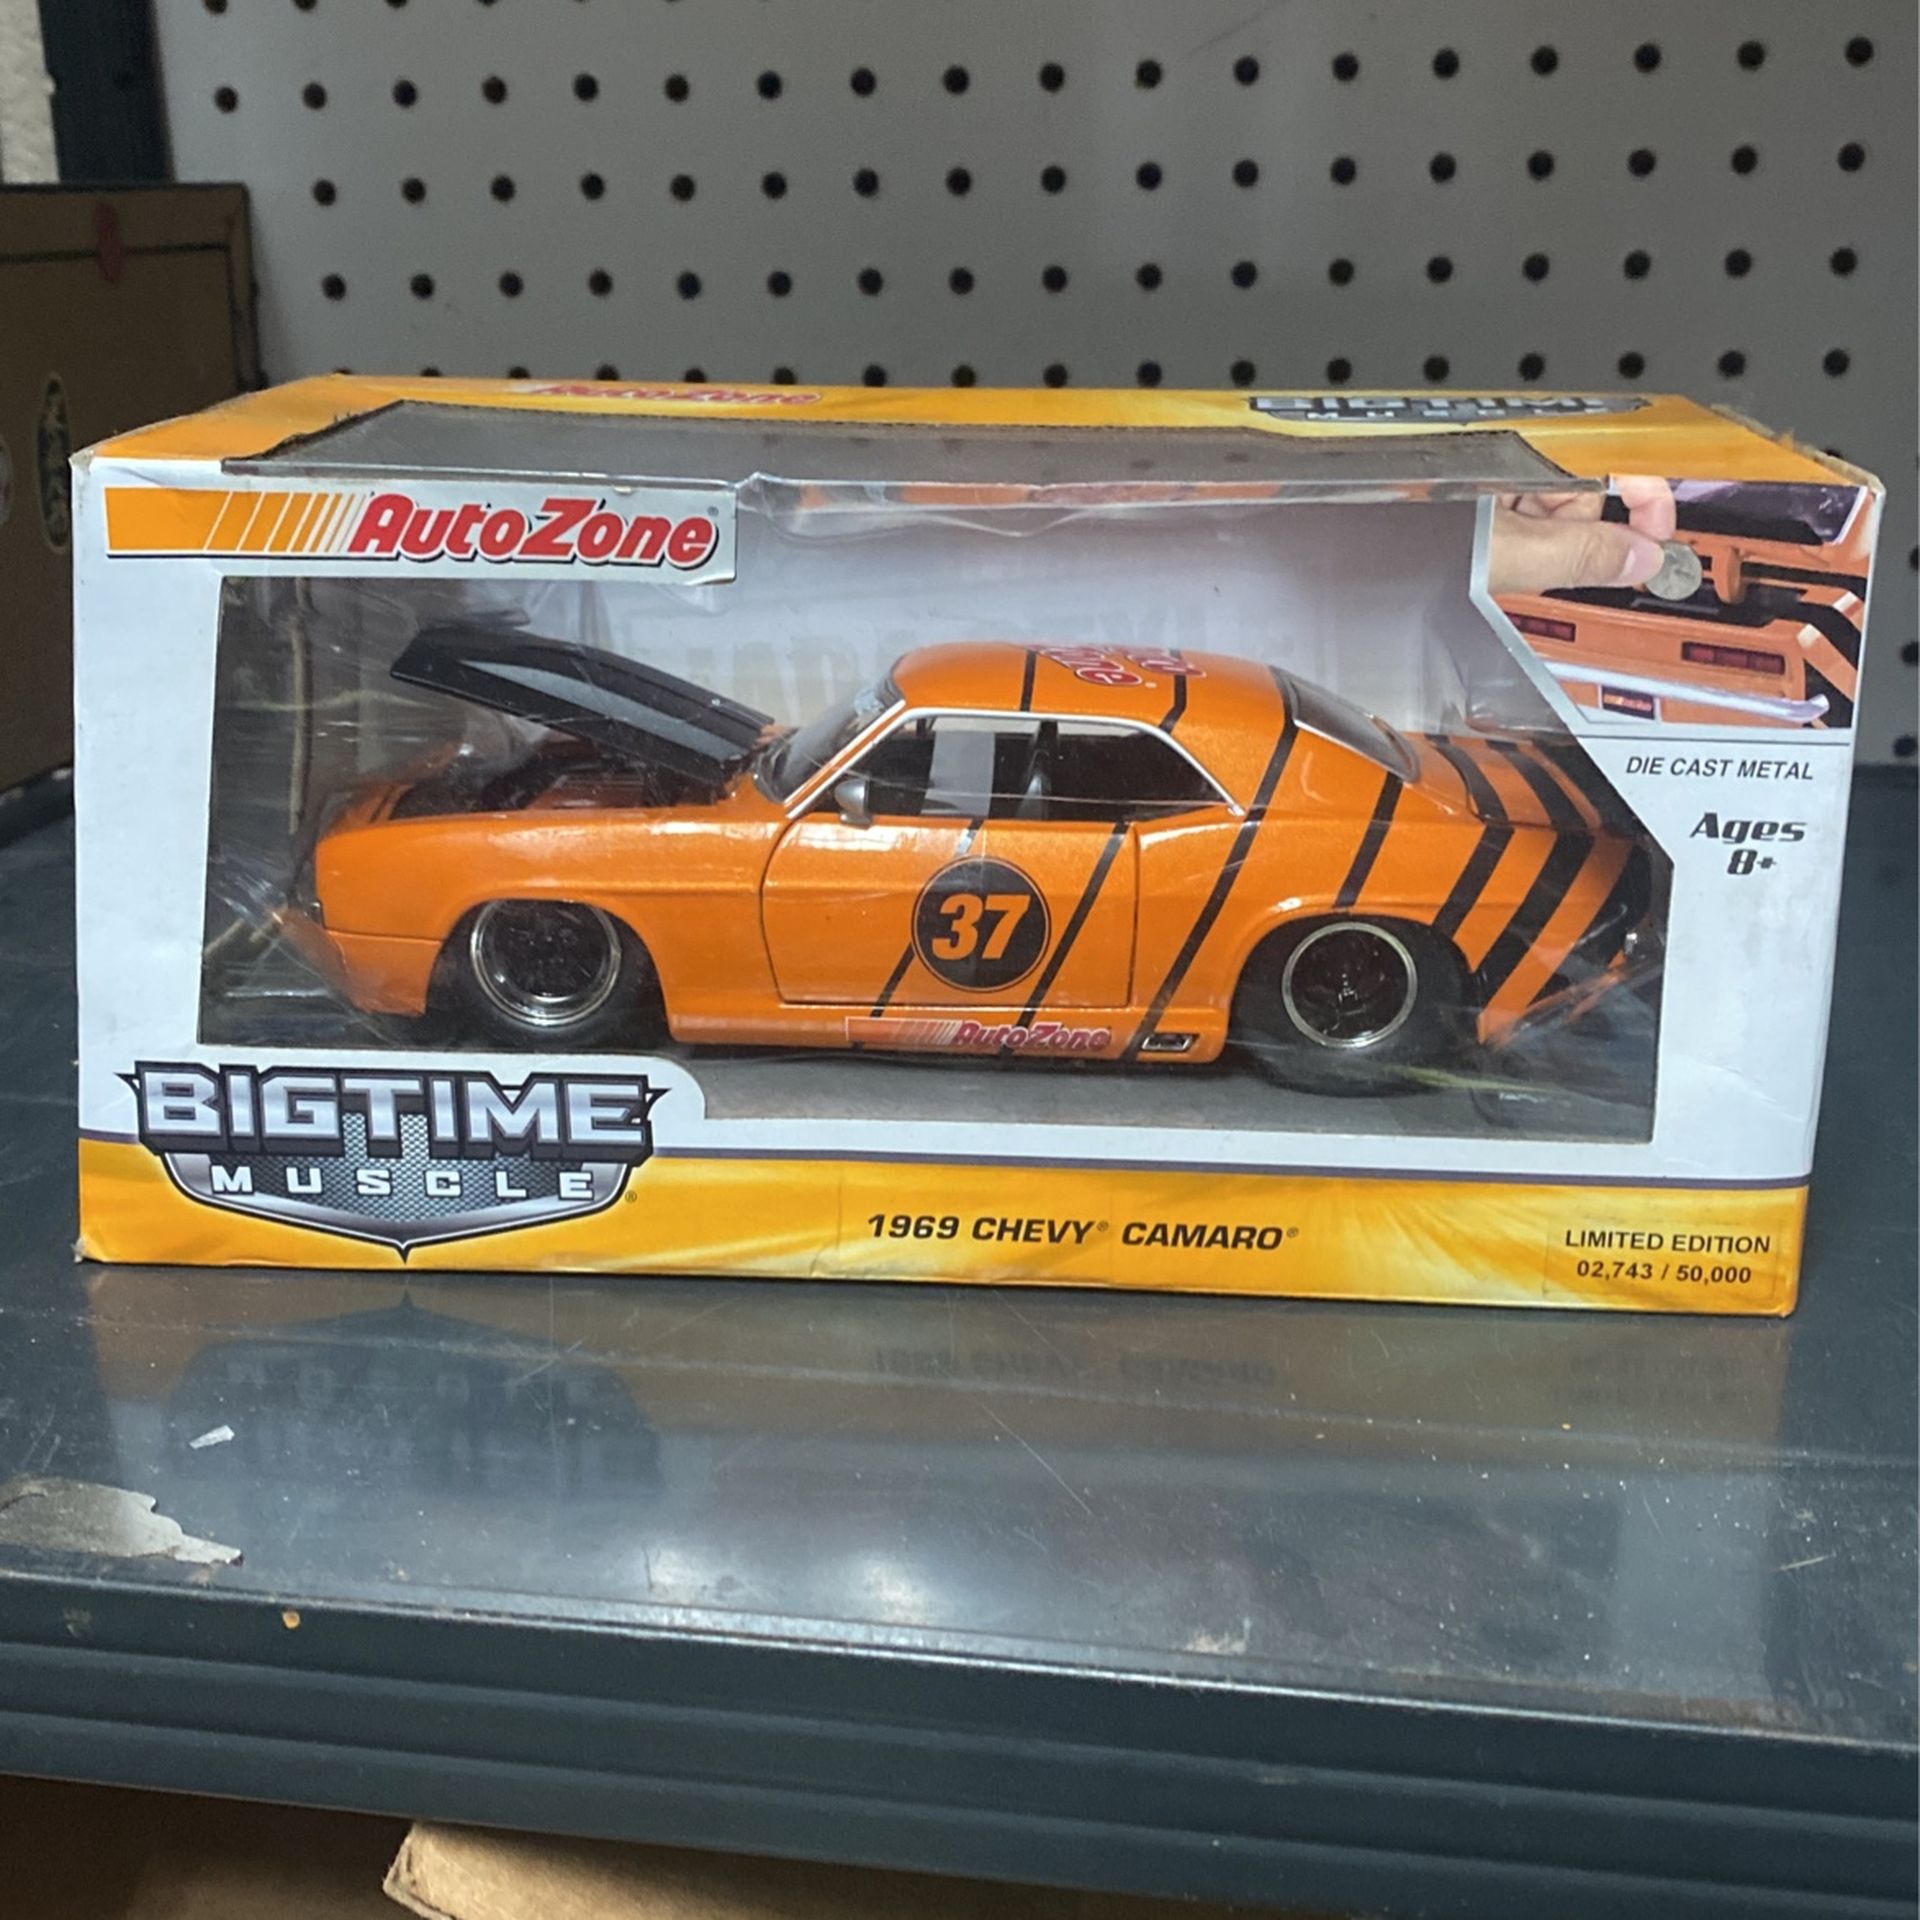 AutoZone
BIGTIME
MUSCLE
AutoZone®
DIE CAST METAL
Ages
8+
37
AutoZone
BIGTIME
MUSCLE®
1969 CHEVY® CAMARO®
LIMITED EDITION
02,743 / 50,000